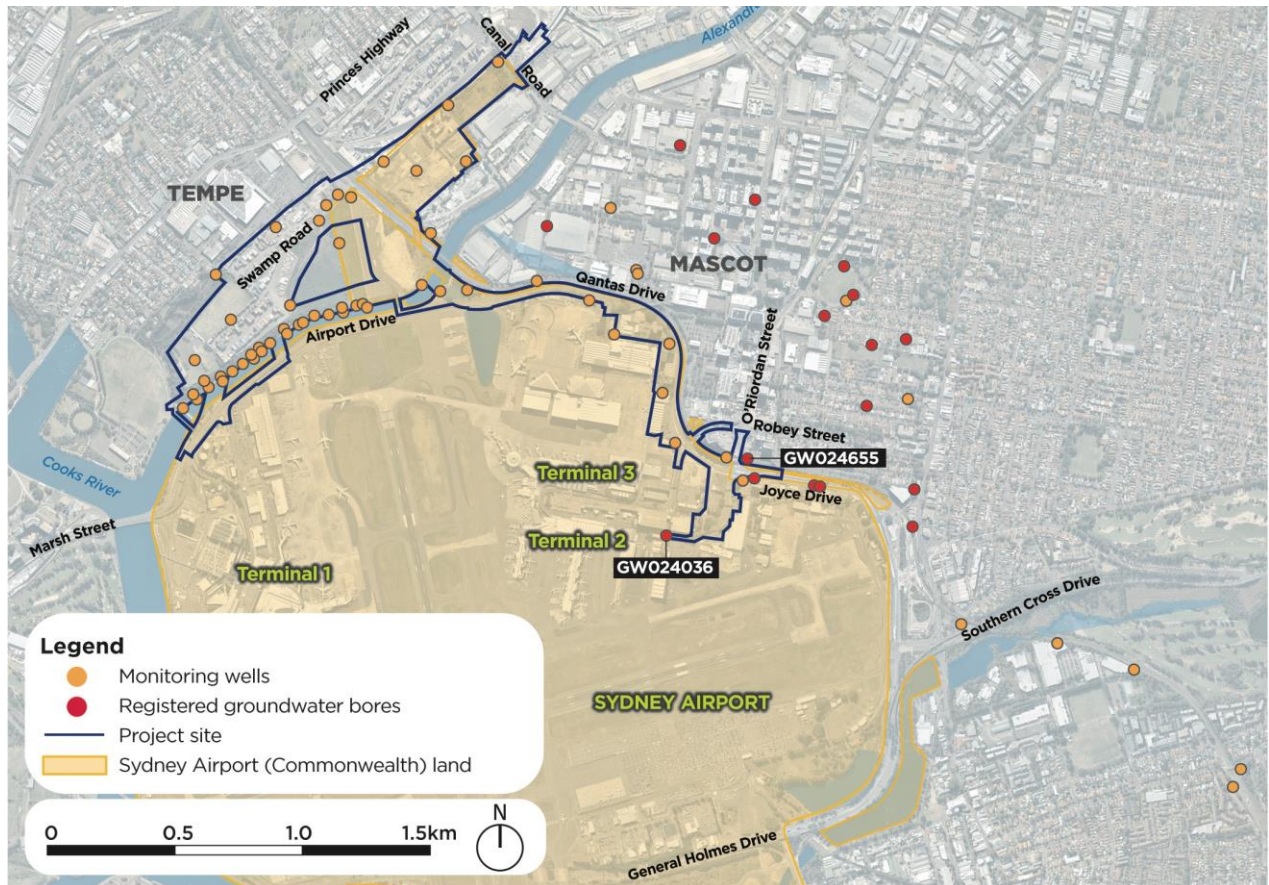 Princes Highway
Canal
Road
Alexandra
TEMPE
Swamp Road
MASCOT
Qantas Drive
Airport Drive
O'Riordan Street
Robey Street
GW024655
Cooks River
Terminal 3
Joyce Drive
Marsh Street
Terminal 2
GW024036
Terminal 1
Southern Cross Drive
SYDNEY AIRPORT
General Holmes Drive
Legend
Monitoring wells
Registered groundwater bores
Project site
Sydney Airport (Commonwealth) land
0 0.5 1.0 1.5km
N